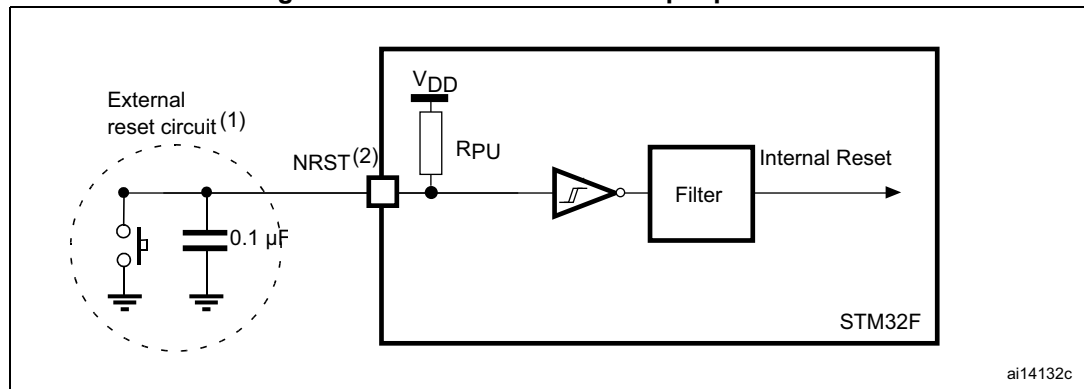 External
reset circuit(1)
NRST(2)
VDD
RPU
0.1 µF
Filter
Internal Reset
STM32F
ai14132c